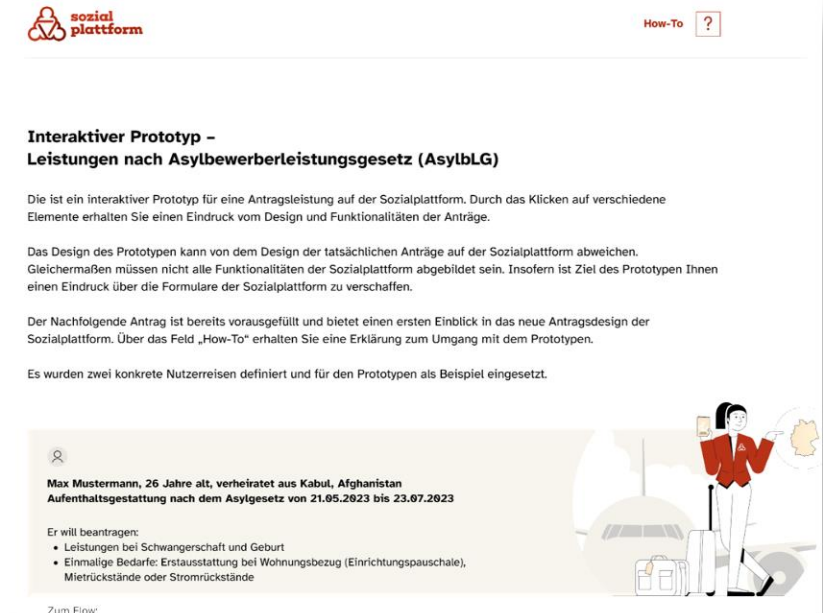 sozial
plattform
How-To ?
Interaktiver Prototyp –
Leistungen nach Asylbewerberleistungsgesetz (AsylbLG)
Die ist ein interaktiver Prototyp für eine Antragsleistung auf der Sozialplattform. Durch das Klicken auf verschiedene
Elemente erhalten Sie einen Eindruck vom Design und Funktionalitäten der Anträge.
Das Design des Prototypen kann von dem Design der tatsächlichen Anträge auf der Sozialplattform abweichen.
Gleichermaßen müssen nicht alle Funktionalitäten der Sozialplattform abgebildet sein. Insofern ist Ziel des Prototypen Ihnen
einen Eindruck über die Formulare der Sozialplattform zu verschaffen.
Der Nachfolgende Antrag ist bereits vorausgefüllt und bietet einen ersten Einblick in das neue Antragsdesign der
Sozialplattform. Über das Feld „How-To“ erhalten Sie eine Erklärung zum Umgang mit dem Prototypen.
Es wurden zwei konkrete Nutzerreisen definiert und für den Prototypen als Beispiel eingesetzt.
Max Mustermann, 26 Jahre alt, verheiratet aus Kabul, Afghanistan
Aufenthaltsgestattung nach dem Asylgesetz von 21.05.2023 bis 23.07.2023
Er will beantragen:
• Leistungen bei Schwangerschaft und Geburt
• Einmalige Bedarfe: Erstausstattung bei Wohnungsbezug (Einrichtungspauschale),
Mietrückstände oder Stromrückstände
Zum Flow: